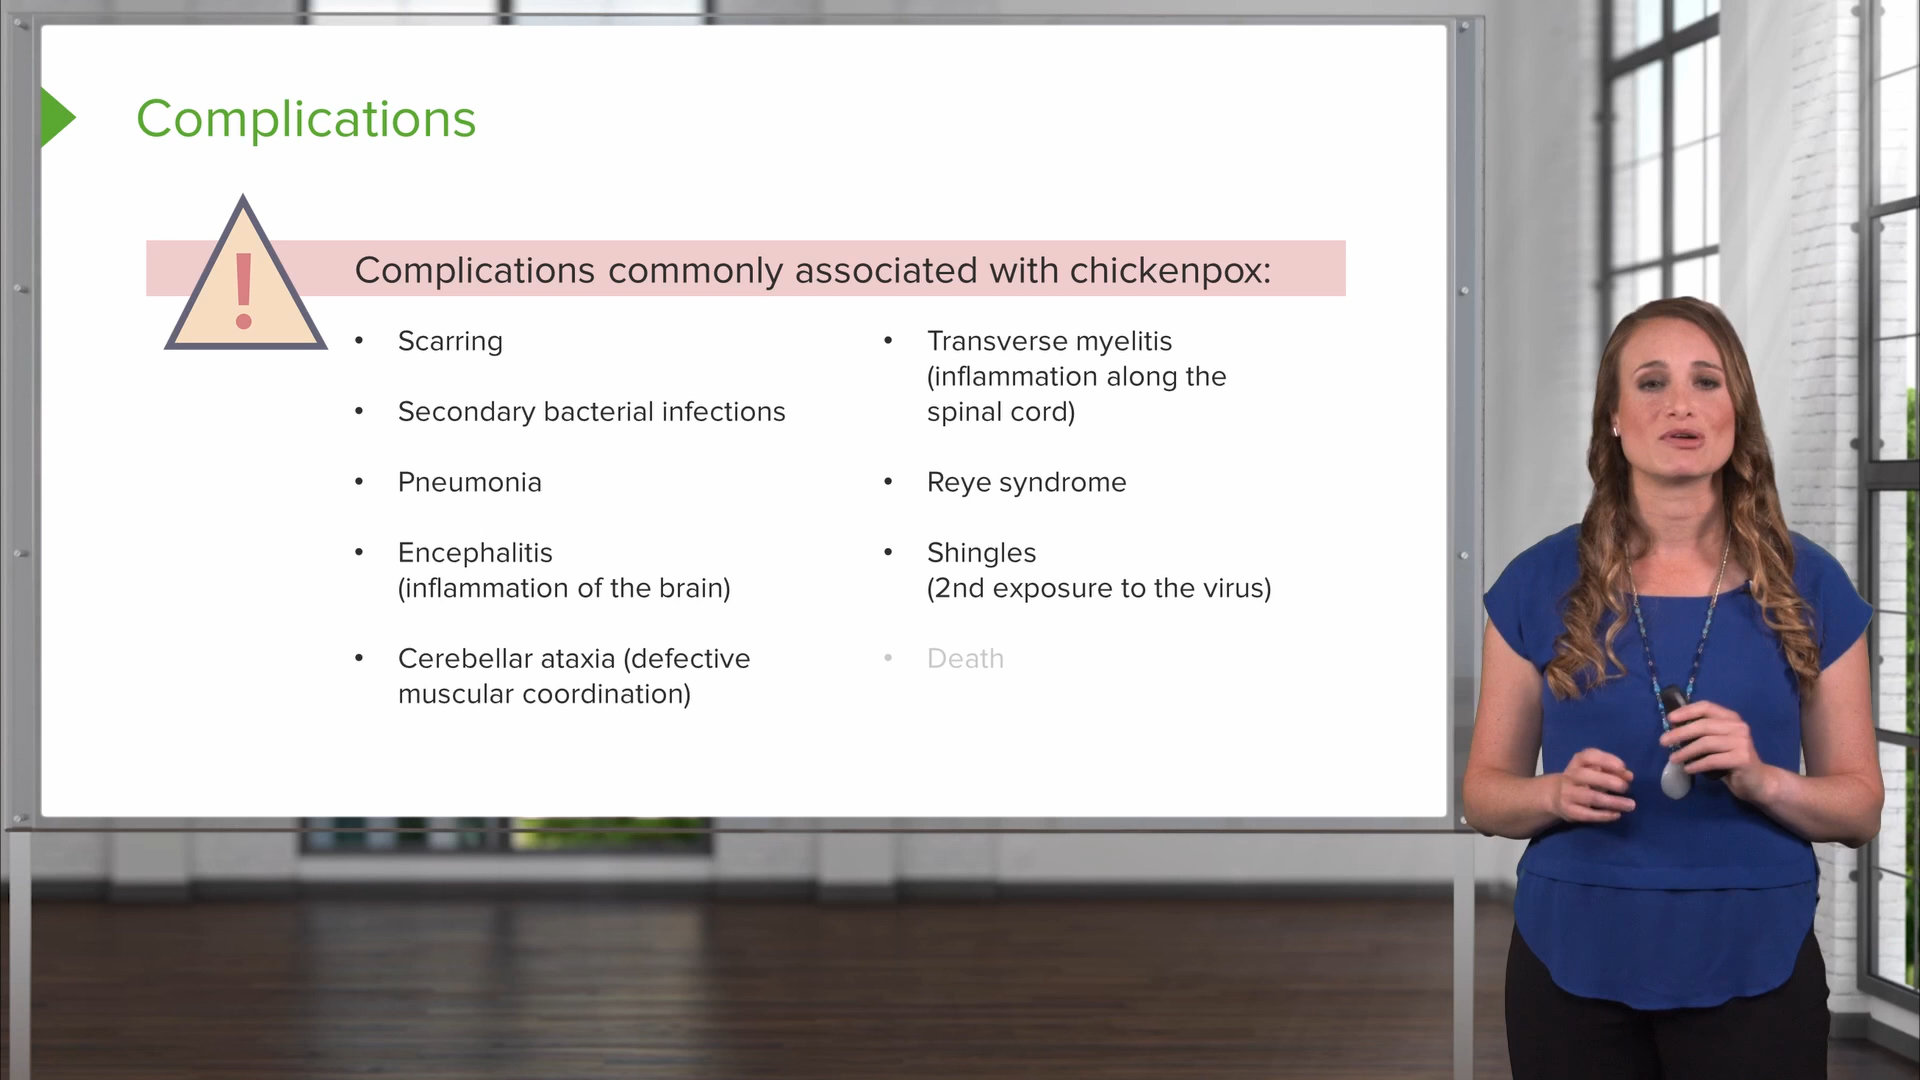 Complications
!
Complications commonly associated with chickenpox:
• Scarring
• Secondary bacterial infections
• Pneumonia
• Encephalitis
(inflammation of the brain)
• Cerebellar ataxia (defective
muscular coordination)
• Transverse myelitis
(inflammation along the
spinal cord)
• Reye syndrome
• Shingles
(2nd exposure to the virus)
• Death